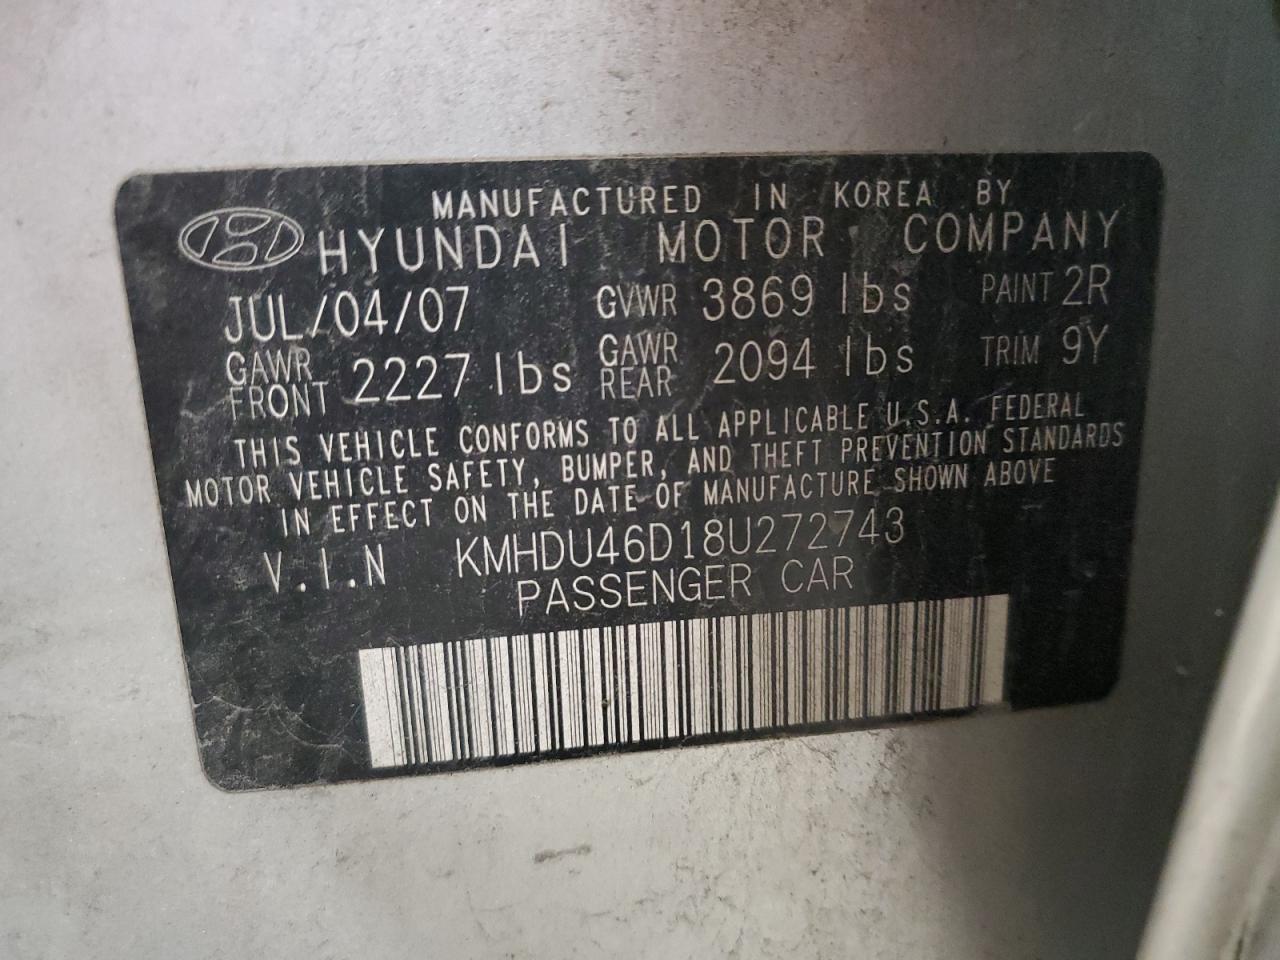 MANUFACTURED IN KOREA BY
HYUNDAI MOTOR COMPANY
JUL/04/07 GVWR 3869 lbs PAINT 2R
GAWR FRONT 2227 lbs GAWR REAR 2094 lbs TRIM 9Y
THIS VEHICLE CONFORMS TO ALL APPLICABLE U.S.A. FEDERAL
MOTOR VEHICLE SAFETY, BUMPER, AND THEFT PREVENTION STANDARDS
IN EFFECT ON THE DATE OF MANUFACTURE SHOWN ABOVE
V.I.N KMHDU46D18U272743
PASSENGER CAR